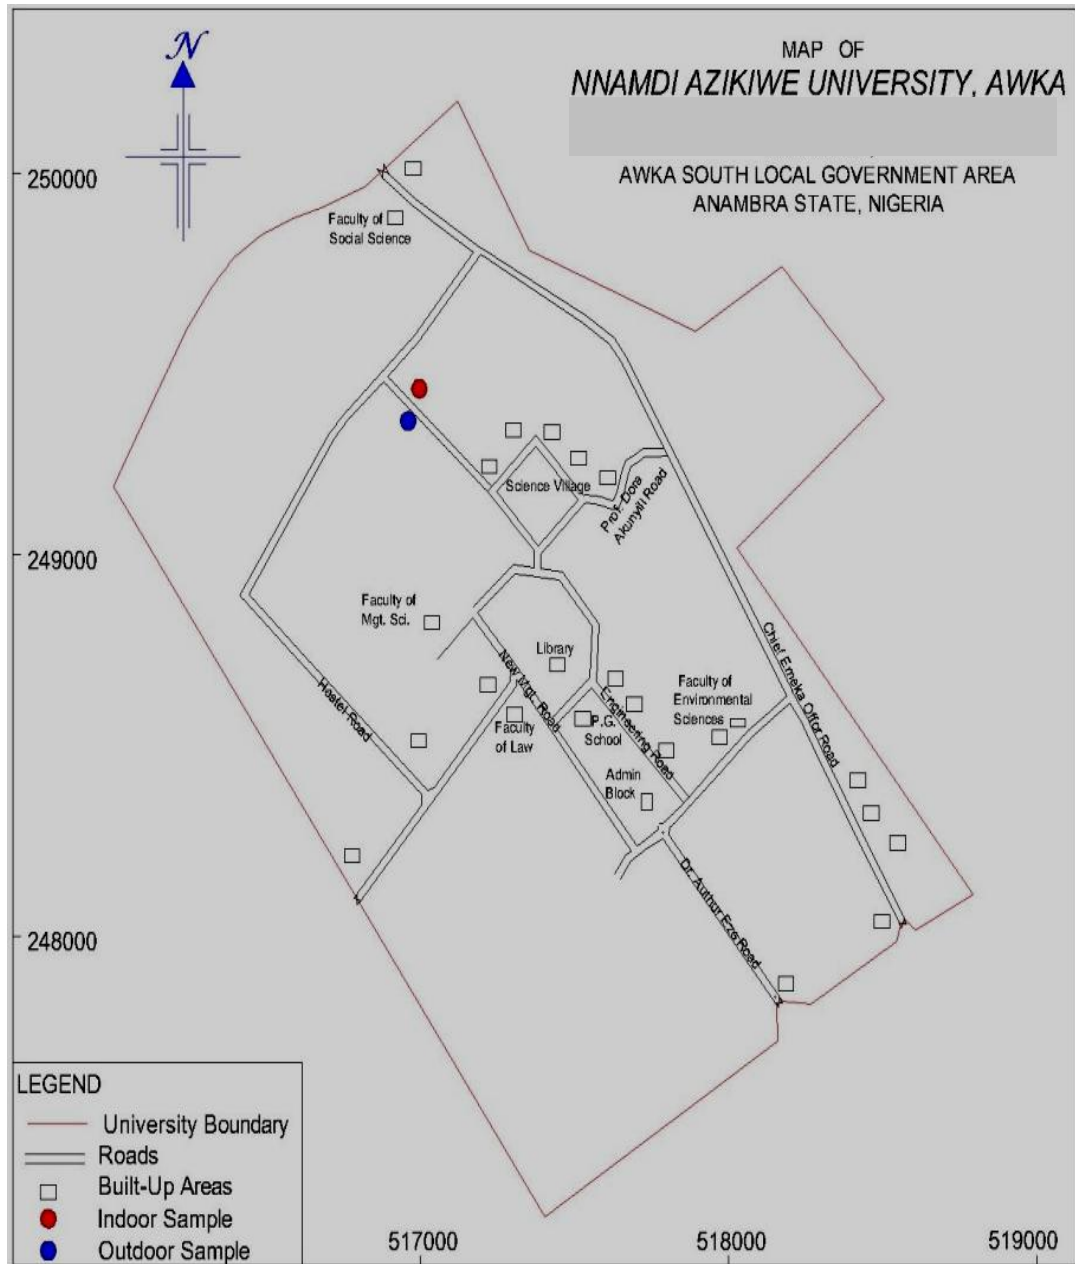 N
MAP OF
NNAMDI AZIKIWE UNIVERSITY, AWKA
AWKA SOUTH LOCAL GOVERNMENT AREA
ANAMBRA STATE, NIGERIA
250000
Faculty of
Social Science
Science Village
Prof. Dora
Akunyili Road
249000
Faculty of
Mgt. Sci.
Library
New Mgt. Road
Chief Emeka Offor Road
Hostel Road
Engineering Road
Faculty of
Environmental
Sciences
Faculty
of Law
P.G.
School
Admin
Block
Dr. Authur Eze Road
248000
LEGEND
University Boundary
Roads
Built-Up Areas
Indoor Sample
Outdoor Sample
517000
518000
519000